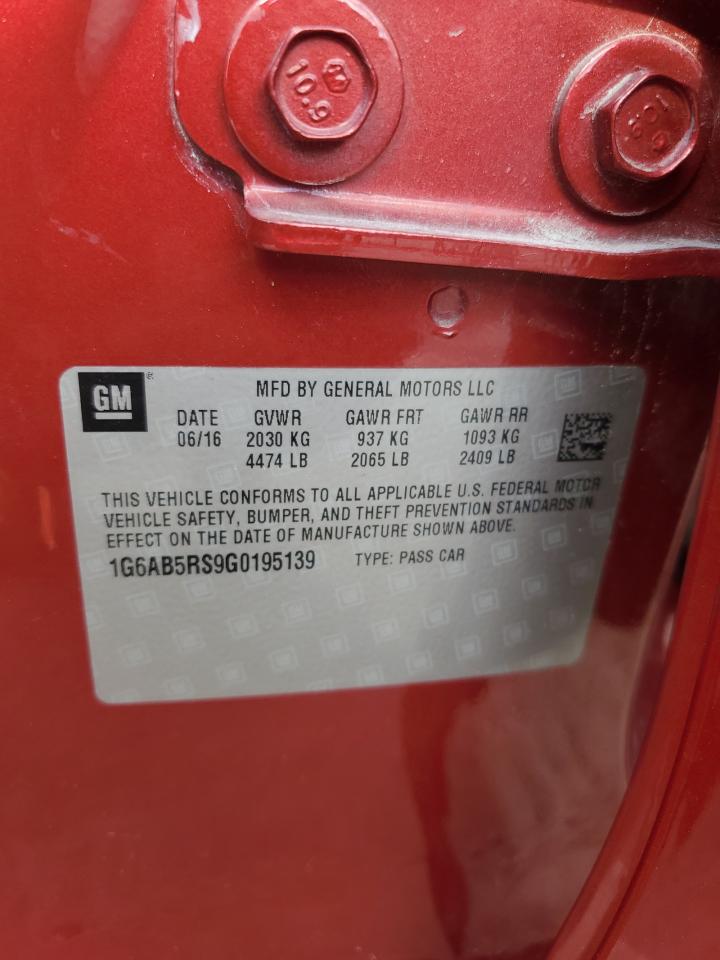 10.9
10.9
GM
MFD BY GENERAL MOTORS LLC
DATE GVWR GAWR FRT GAWR RR
06/16 2030 KG 937 KG 1093 KG
4474 LB 2065 LB 2409 LB
THIS VEHICLE CONFORMS TO ALL APPLICABLE U.S. FEDERAL MOTOR
VEHICLE SAFETY, BUMPER, AND THEFT PREVENTION STANDARDS IN
EFFECT ON THE DATE OF MANUFACTURE SHOWN ABOVE.
1G6AB5RS9G0195139 TYPE: PASS CAR